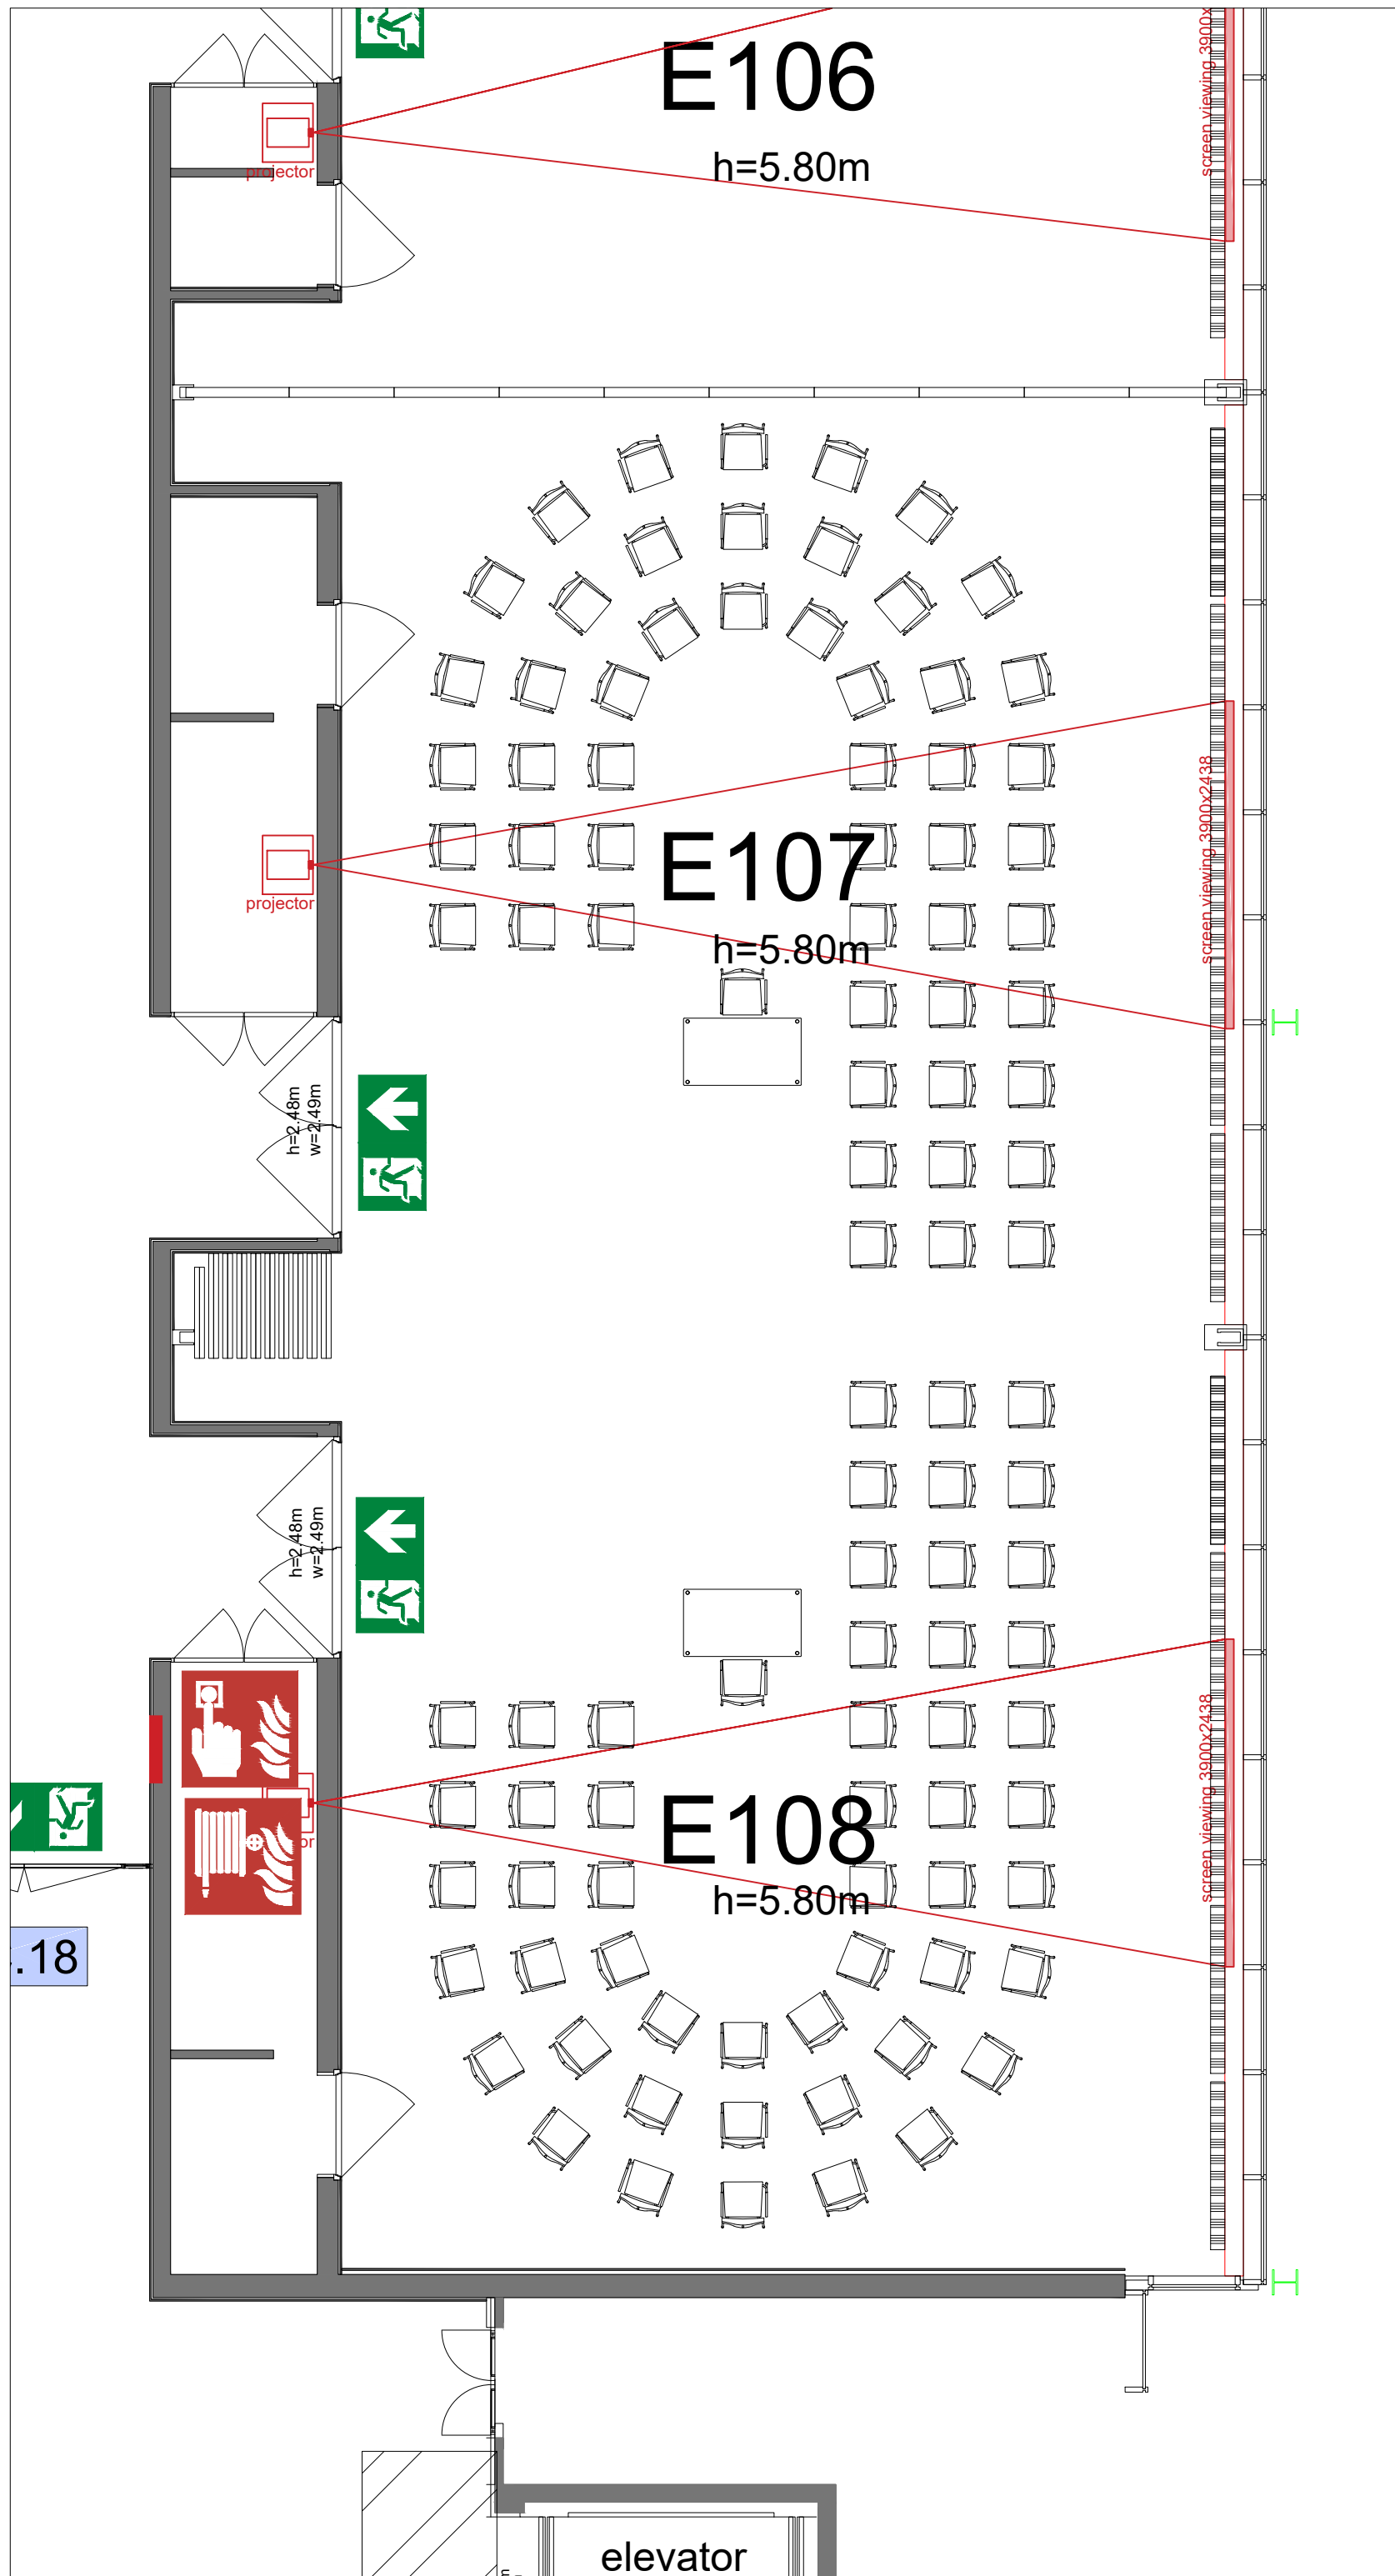 E106
h=5.80m
projector
screen viewing 3900x
E107
h=5.80m
projector
screen viewing 3900x2438
h=2.48m
w=2.49m
h=2.48m
w=2.49m
E108
h=5.80m
screen viewing 3900x2438
.18
elevator